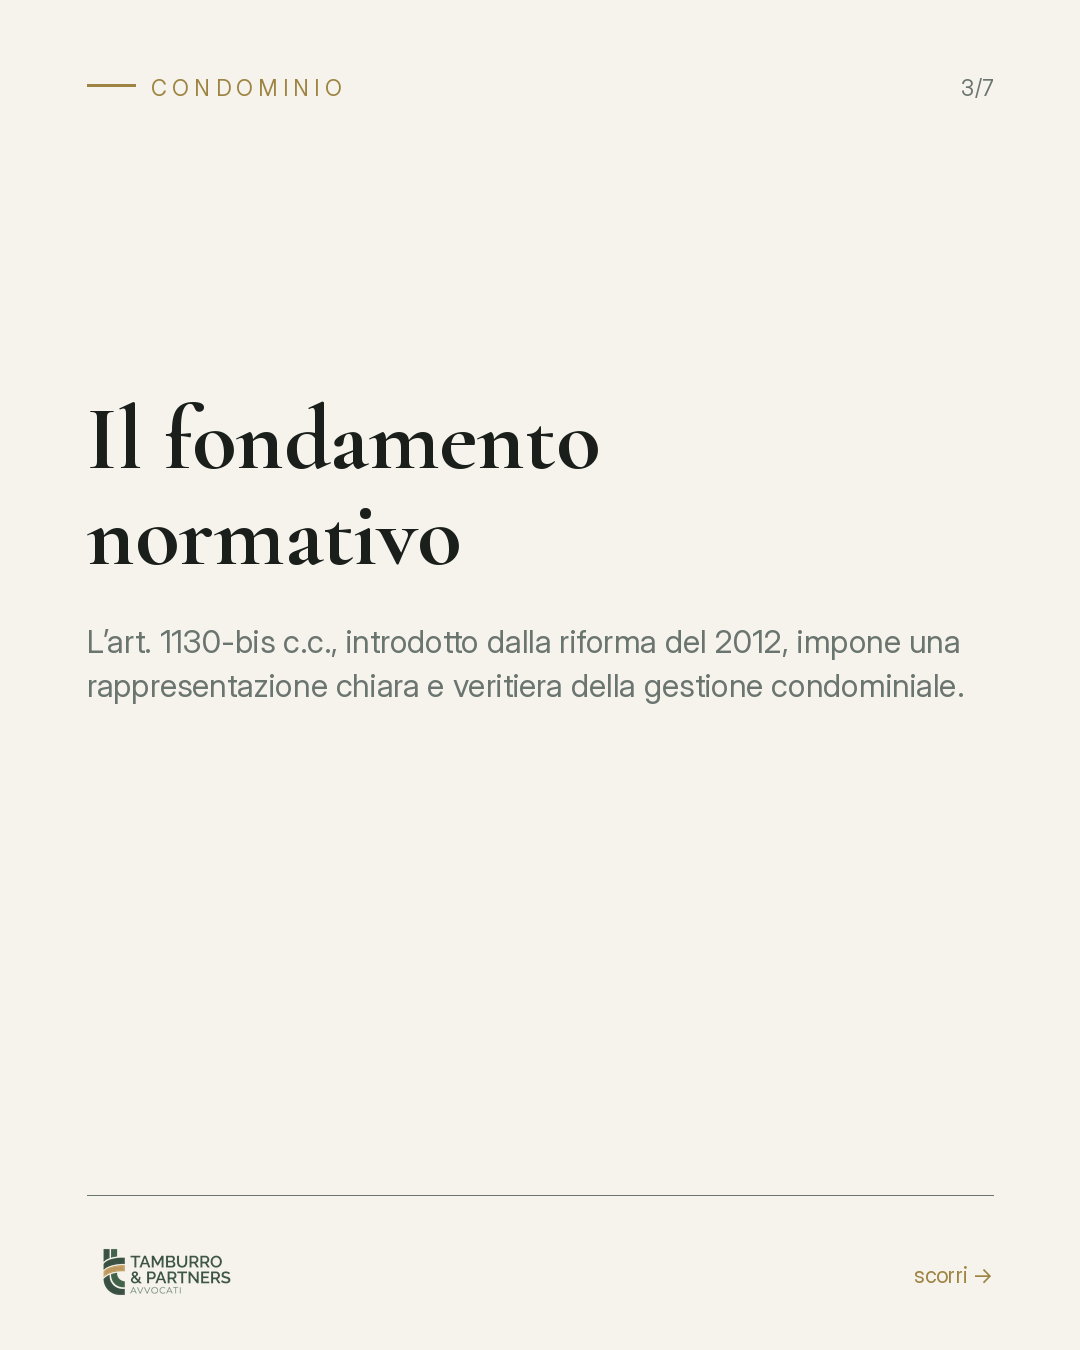 CONDOMINIO
3/7
Il fondamento
normativo
L’art. 1130-bis c.c., introdotto dalla riforma del 2012, impone una
rappresentazione chiara e veritiera della gestione condominiale.
TAMBURRO
& PARTNERS
AVVOCATI
scorri →